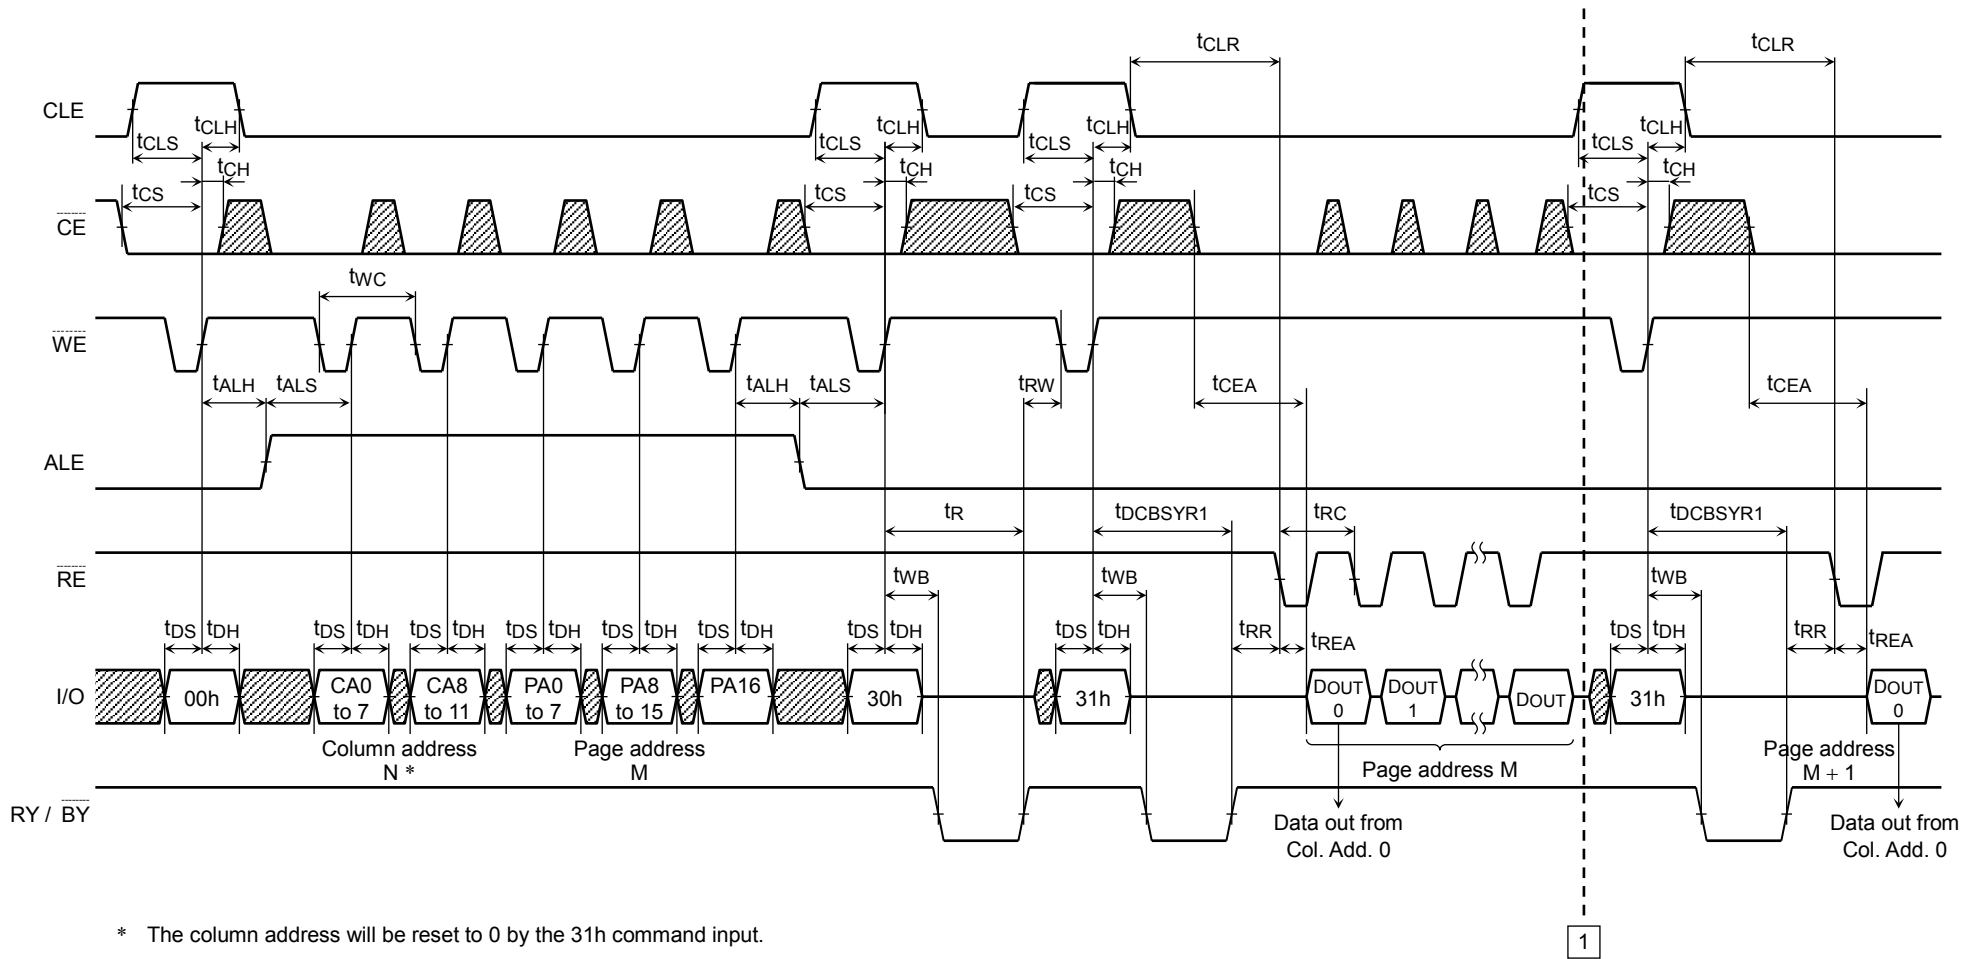 tCLR tCLR
CLE
tCLS tCLH tCLS tCLH tCLS tCLH tCLS tCLH
tCS tCH tCS tCH tCS tCH tCS tCH
CE
tWC
WE
tALH tALS tALH tALS tRW tCEA tCEA
ALE
tR tDCBSYR1 tRC tDCBSYR1
RE
tWB tWB tWB
tDS tDH tDS tDH tDS tDH tDS tDH tDS tDH tDS tDH tDS tDH tDS tDH tRR tREA tDS tDH tRR tREA
I/O
00h
CA0
to 7
CA8
to 11
PA0
to 7
PA8
to 15
PA16
30h
31h
DOUT
0
DOUT
1
DOUT
31h
DOUT
0
Column address
N *
Page address
M
Page address M
Page address
M + 1
RY / BY
Data out from
Col. Add. 0
Data out from
Col. Add. 0
* The column address will be reset to 0 by the 31h command input.
1